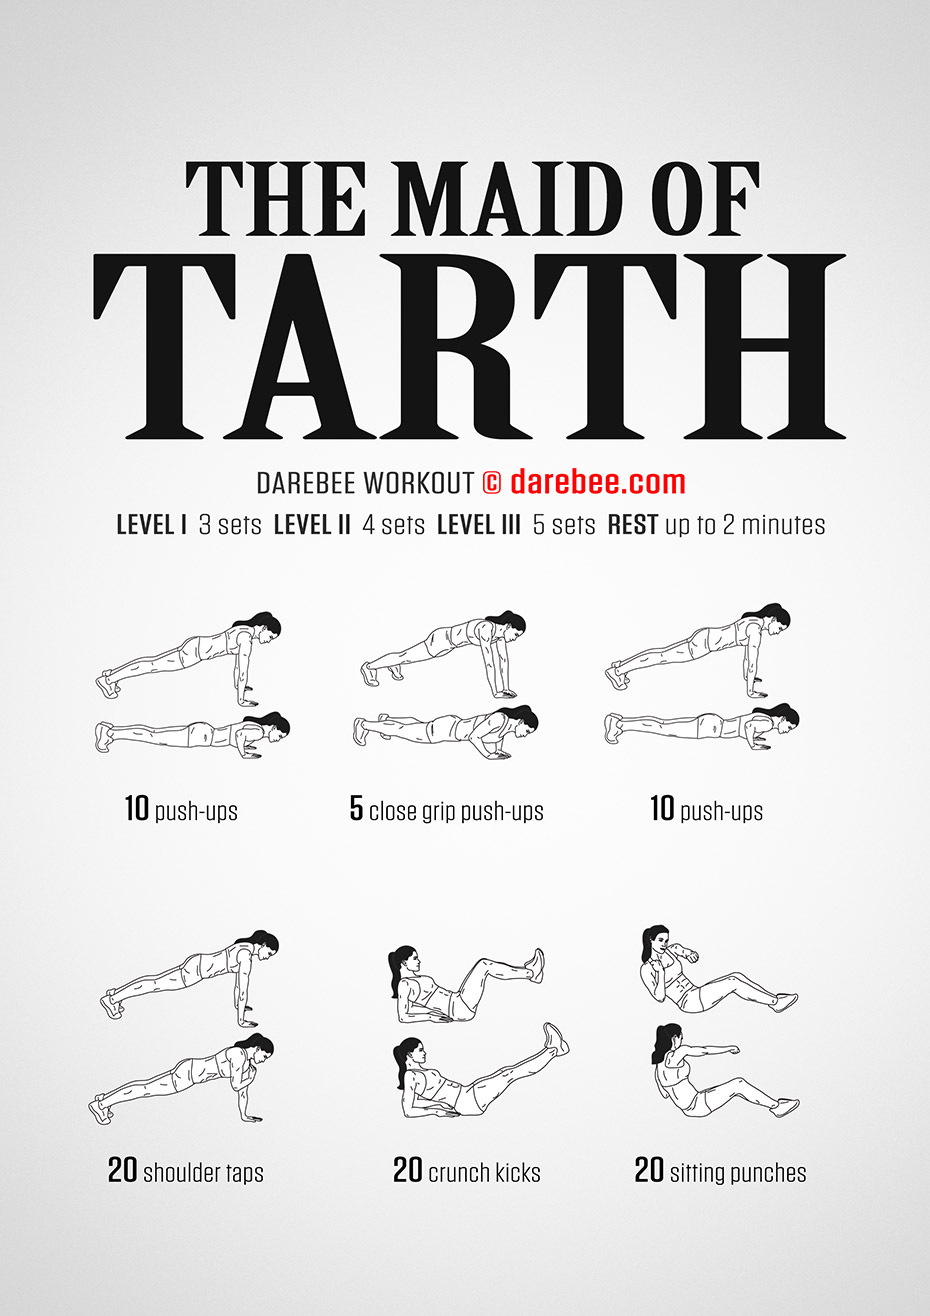 THE MAID OF
TARTH
DAREBEE WORKOUT © darebee.com
LEVEL I 3 sets LEVEL II 4 sets LEVEL III 5 sets REST up to 2 minutes
10 push-ups
5 close grip push-ups
10 push-ups
20 shoulder taps
20 crunch kicks
20 sitting punches